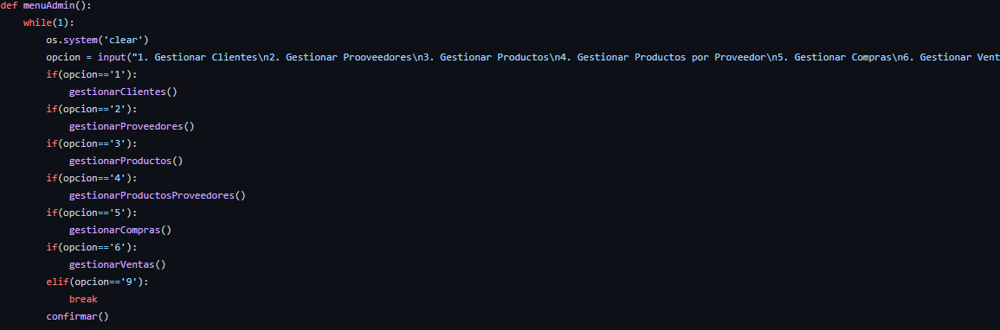 def menuAdmin():
    while(1):
        os.system('clear')
        opcion = input("1. Gestionar Clientes\n2. Gestionar Prooveedores\n3. Gestionar Productos\n4. Gestionar Productos por Proveedor\n5. Gestionar Compras\n6. Gestionar Vent
        if(opcion=='1'):
            gestionarClientes()
        if(opcion=='2'):
            gestionarProveedores()
        if(opcion=='3'):
            gestionarProductos()
        if(opcion=='4'):
            gestionarProductosProveedores()
        if(opcion=='5'):
            gestionarCompras()
        if(opcion=='6'):
            gestionarVentas()
        elif(opcion=='9'):
            break
        confirmar()